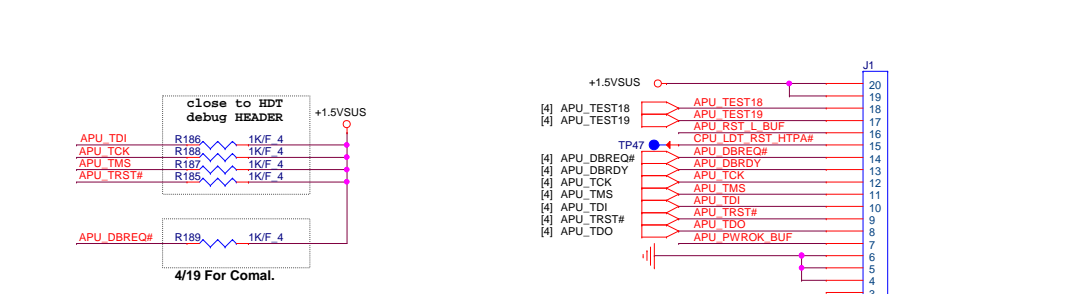 close to HDT
debug HEADER
+1.5VSUS
APU_TDI R186 1K/F_4
APU_TCK R188 1K/F_4
APU_TMS R187 1K/F_4
APU_TRST# R185 1K/F_4
APU_DBREQ# R189 1K/F_4
4/19 For Comal.
J1
+1.5VSUS 20
19
[4] APU_TEST18 APU_TEST18 18
[4] APU_TEST19 APU_TEST19 17
APU_RST_L_BUF 16
TP47 CPU_LDT_RST_HTPA# 15
[4] APU_DBREQ# APU_DBREQ# 14
[4] APU_DBRDY APU_DBRDY 13
[4] APU_TCK APU_TCK 12
[4] APU_TMS APU_TMS 11
[4] APU_TDI APU_TDI 10
[4] APU_TRST# APU_TRST# 9
[4] APU_TDO APU_TDO 8
APU_PWROK_BUF 7
6
5
4